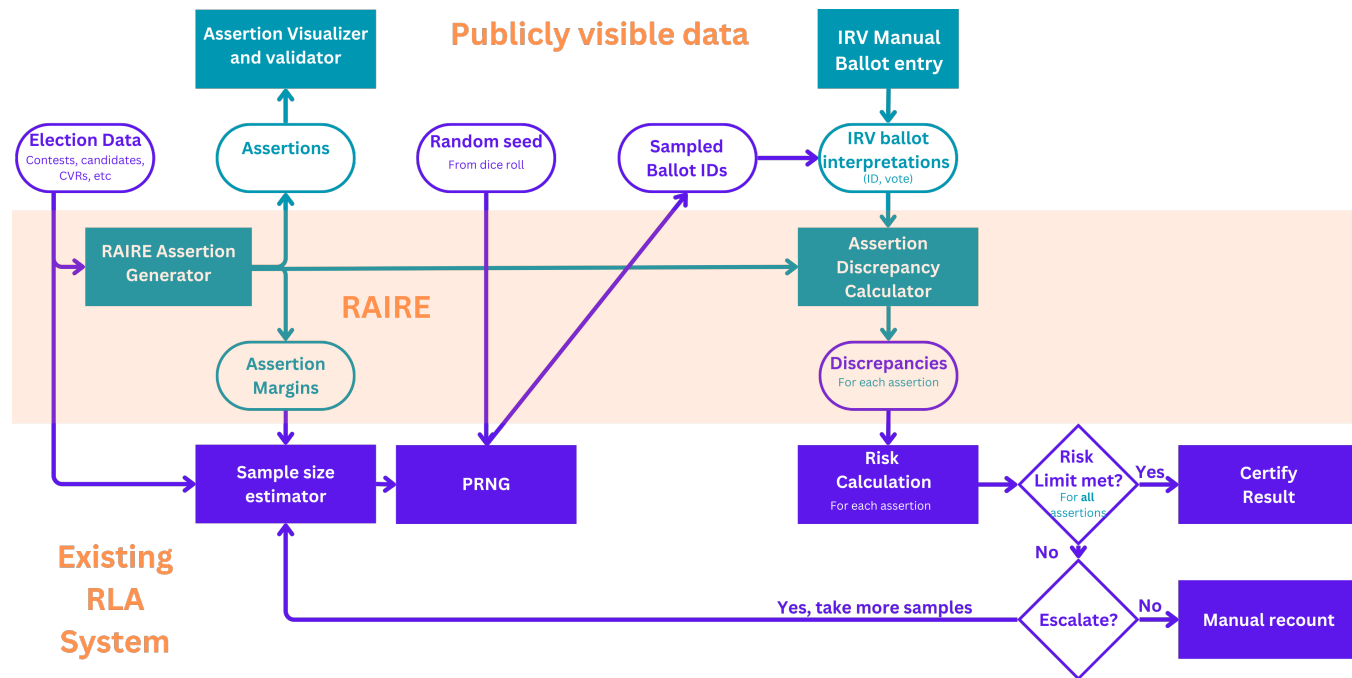 Publicly visible data
Assertion Visualizer
and validator
IRV Manual
Ballot entry
Election Data
Contests, candidates,
CVRs, etc
Assertions
Random seed
From dice roll
Sampled
Ballot IDs
IRV ballot
interpretations
(ID, vote)
RAIRE Assertion
Generator
Assertion
Discrepancy
Calculator
RAIRE
Assertion
Margins
Discrepancies
For each assertion
Sample size
estimator
PRNG
Risk
Calculation
For each assertion
Risk
Limit met?
For all
assertions
Yes
Certify
Result
No
Existing
RLA
System
Yes, take more samples
Escalate?
No
Manual recount